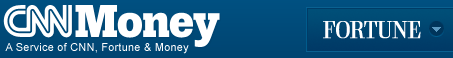 CNNMoney
A Service of CNN, Fortune & Money
FORTUNE